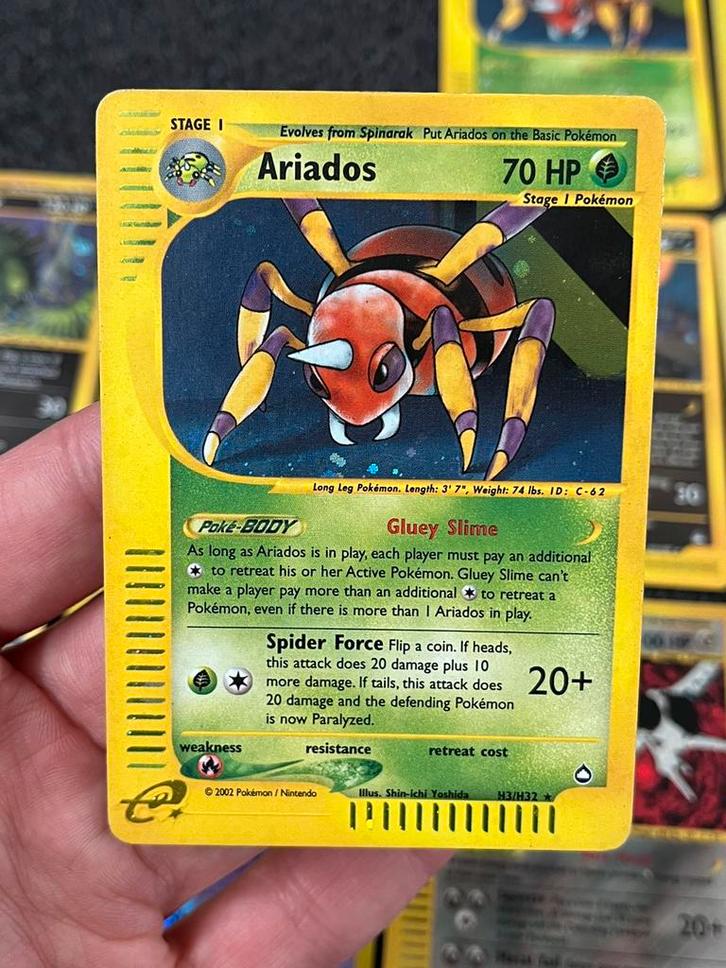 STAGE 1
Evolves from Spinarak Put Ariados on the Basic Pokémon
Ariados 70 HP
Stage 1 Pokémon
Long Leg Pokémon. Length: 3' 7", Weight: 74 lbs. ID: C-62
Poké-BODY Gluey Slime
As long as Ariados is in play, each player must pay an additional
to retreat his or her Active Pokémon. Gluey Slime can't
make a player pay more than an additional to retreat a
Pokémon, even if there is more than 1 Ariados in play.
Spider Force Flip a coin. If heads,
this attack does 20 damage plus 10
more damage. If tails, this attack does
20 damage and the defending Pokémon
is now Paralyzed.
20+
weakness resistance retreat cost
© 2002 Pokémon / Nintendo Illus. Shin-ichi Yoshida H3/H32 ★
e
30
30
20+